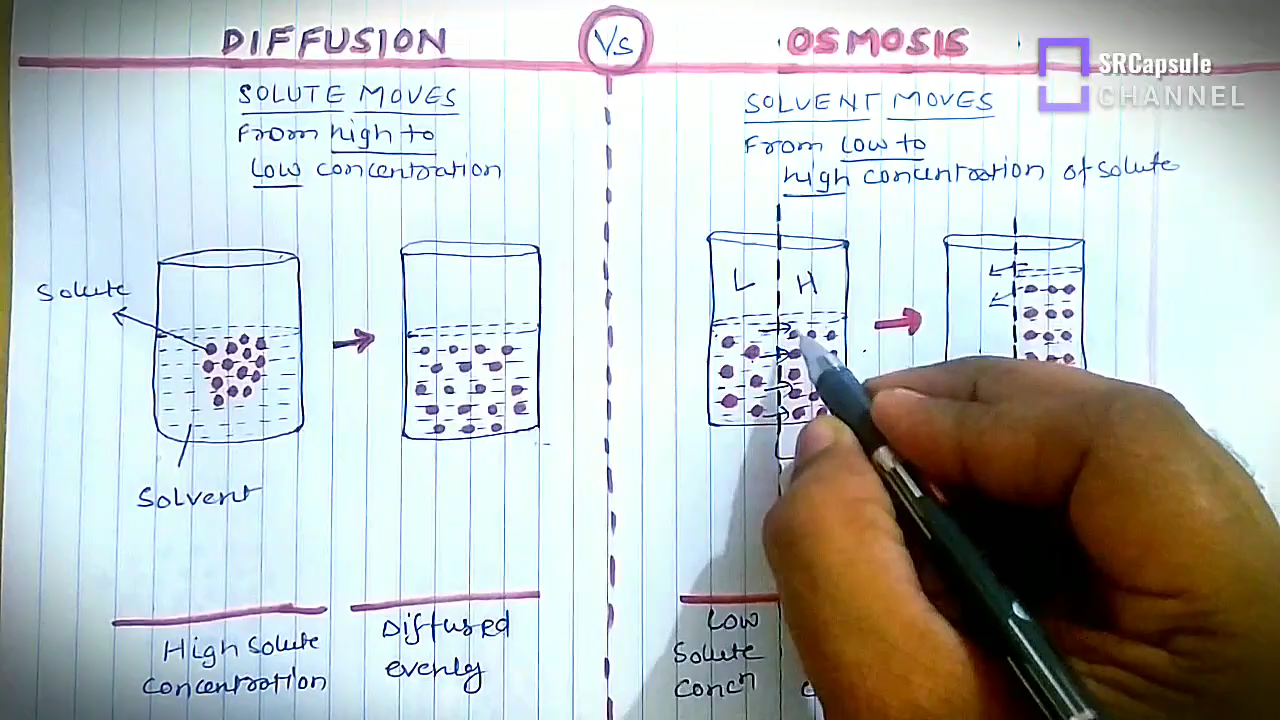 DIFFUSION
Vs
OSMOSIS
SRCapsule
CHANNEL
SOLUTE MOVES
From high to
Low concentration
SOLVENT MOVES
From Low to
high concentration of solute
Solute
Solvent
L H
High Solute
concentration
Diffused
evenly
Low
Solute
Concn